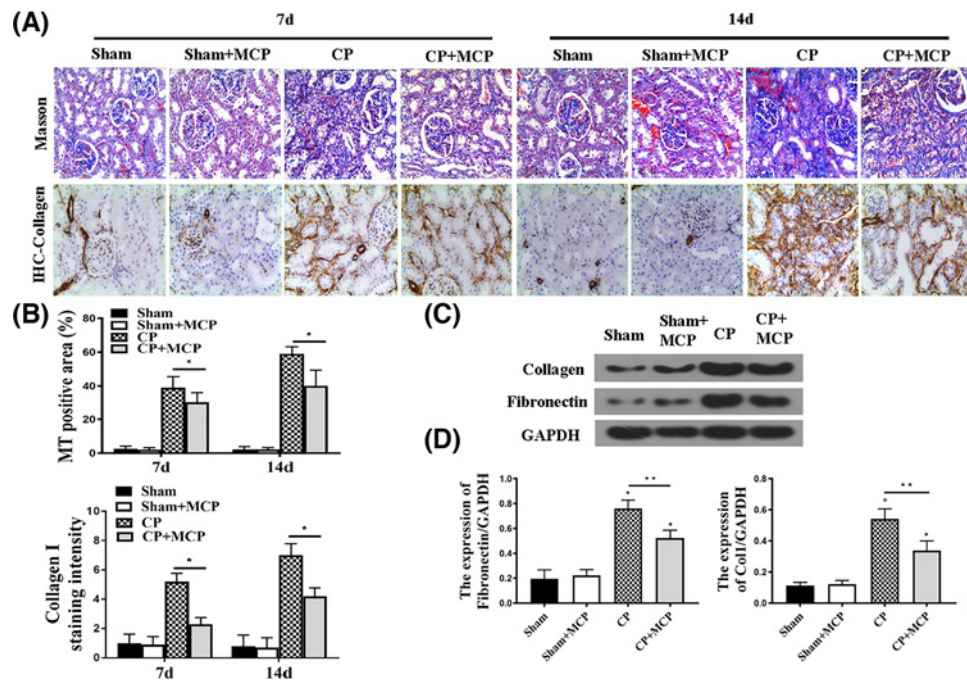 (A)
7d
14d
Sham
Sham+MCP
CP
CP+MCP
Sham
Sham+MCP
CP
CP+MCP
Masson
IHC-Collagen
(B)
MT positive area (%)
80
60
40
20
0
Sham
Sham+MCP
CP
CP+MCP
*
*
7d
14d
Collagen I
staining intensity
10
8
6
4
2
0
Sham
Sham+MCP
CP
CP+MCP
*
*
7d
14d
(C)
Sham
Sham+
MCP
CP
CP+
MCP
Collagen
Fibronectin
GAPDH
(D)
The expression of
Fibronectin/GAPDH
1.0
0.8
0.6
0.4
0.2
0.0
*
**
*
Sham
Sham+MCP
CP
CP+MCP
The expression
of Col1/GAPDH
0.8
0.6
0.4
0.2
0.0
**
*
Sham
Sham+MCP
CP
CP+MCP